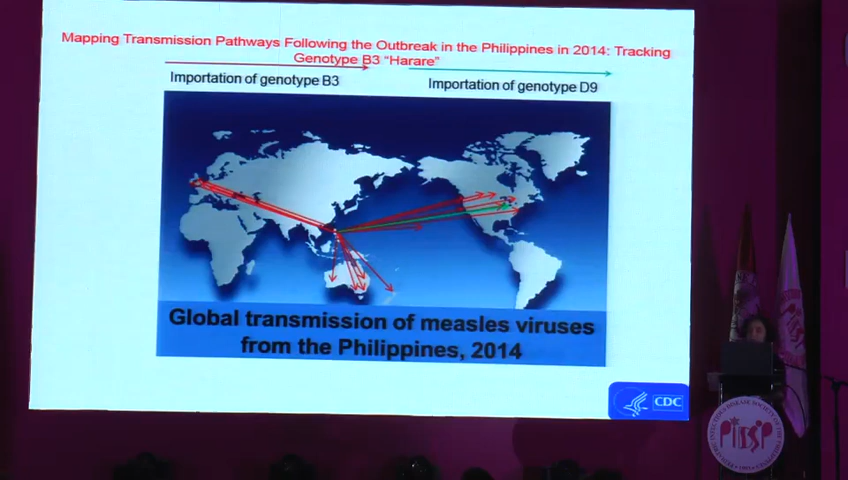 Mapping Transmission Pathways Following the Outbreak in the Philippines in 2014: Tracking
Genotype B3 “Harare”
Importation of genotype B3
Importation of genotype D9
Global transmission of measles viruses
from the Philippines, 2014
CDC
PIDSP